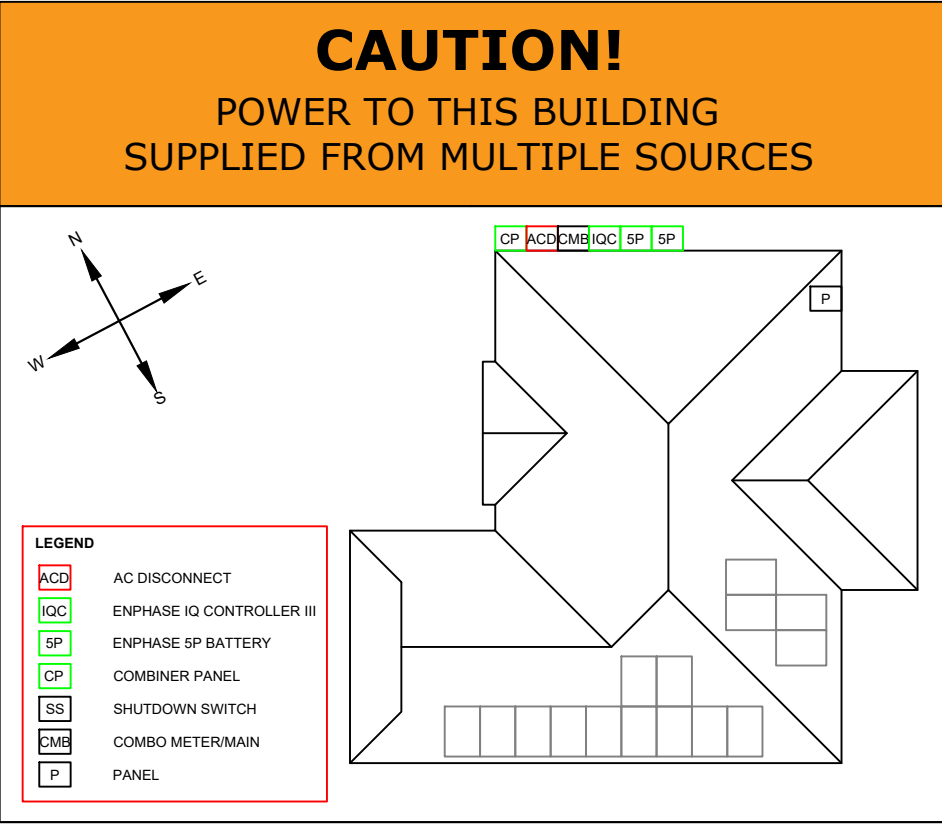 CAUTION!
POWER TO THIS BUILDING
SUPPLIED FROM MULTIPLE SOURCES
N
E
W
S
CP ACD CMB IQC 5P 5P
P
LEGEND
ACD AC DISCONNECT
IQC ENPHASE IQ CONTROLLER III
5P ENPHASE 5P BATTERY
CP COMBINER PANEL
SS SHUTDOWN SWITCH
CMB COMBO METER/MAIN
P PANEL